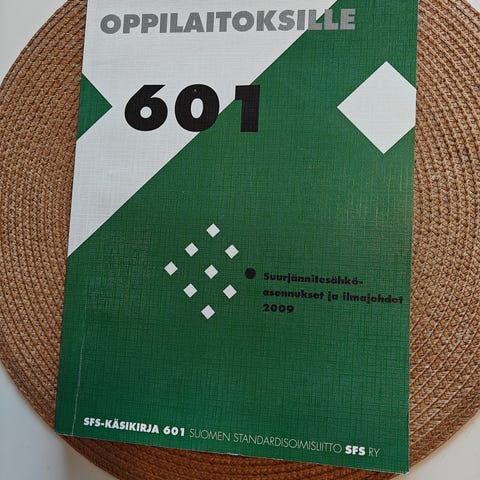 OPPILAITOKSILLE
601
Suurjännitesähkö-
asennukset ja ilmajohdot
2009
SFS-KÄSIKIRJA 601 SUOMEN STANDARDISOIMISLIITTO SFS RY